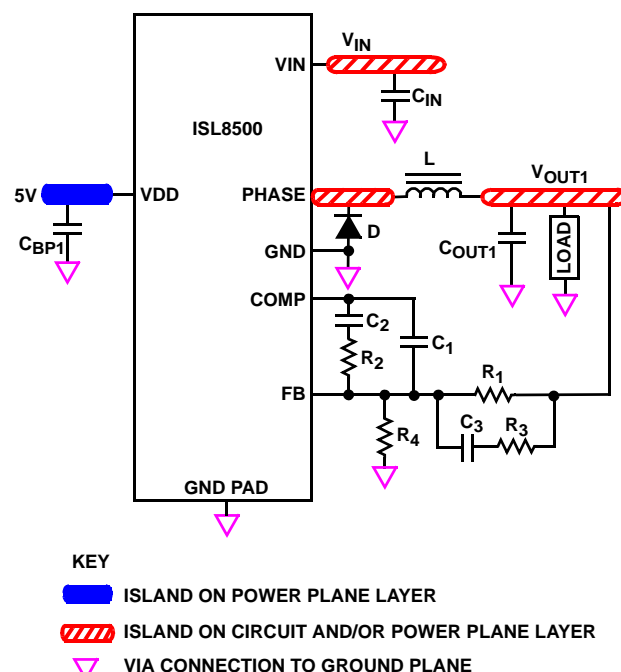 VIN
VIN
CIN
ISL8500
5V
VDD
CBP1
PHASE
L
VOUT1
D
GND
COUT1
LOAD
COMP
C2
C1
R2
FB
R1
R4
C3
R3
GND PAD
KEY
ISLAND ON POWER PLANE LAYER
ISLAND ON CIRCUIT AND/OR POWER PLANE LAYER
VIA CONNECTION TO GROUND PLANE